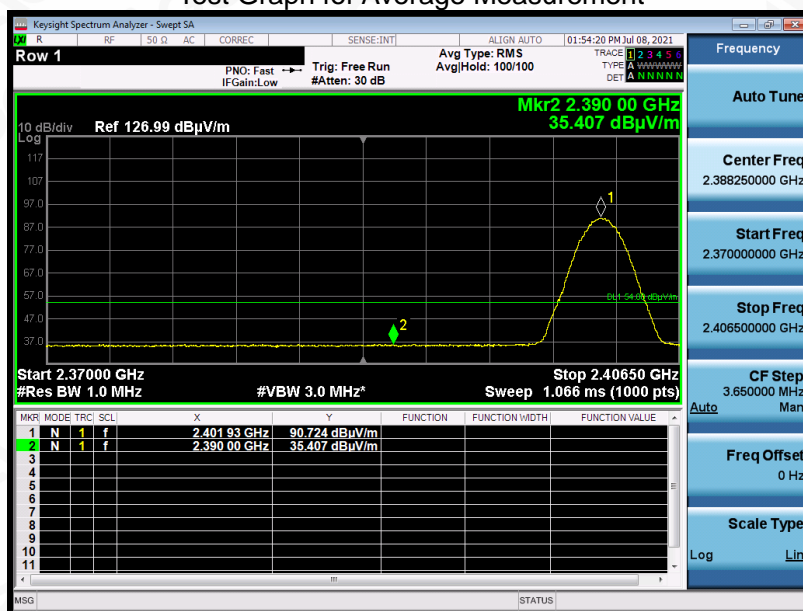 Test Graph for Average Measurement
Keysight Spectrum Analyzer - Swept SA
LXI R RF 50 Ω AC CORREC SENSE:INT ALIGN AUTO 01:54:20 PM Jul 08, 2021
Row 1
PNO: Fast
IFGain:Low
Trig: Free Run
#Atten: 30 dB
Avg Type: RMS
Avg|Hold: 100/100
TRACE 1 2 3 4 5 6
TYPE A WWWWW
DET A N N N N N
Mkr2 2.390 00 GHz
35.407 dBµV/m
10 dB/div Ref 126.99 dBµV/m
Log
117
107
97.0
87.0
77.0
67.0
57.0
47.0
37.0
1
2
DL1 54.00 dBµV/m
Start 2.37000 GHz Stop 2.40650 GHz
#Res BW 1.0 MHz #VBW 3.0 MHz* Sweep 1.066 ms (1000 pts)
MKR MODE TRC SCL X Y FUNCTION FUNCTION WIDTH FUNCTION VALUE
1 N 1 f 2.401 93 GHz 90.724 dBµV/m
2 N 1 f 2.390 00 GHz 35.407 dBµV/m
3
4
5
6
7
8
9
10
11
MSG STATUS
Frequency
Auto Tune
Center Freq
2.388250000 GHz
Start Freq
2.370000000 GHz
Stop Freq
2.406500000 GHz
CF Step
3.650000 MHz
Auto Man
Freq Offset
0 Hz
Scale Type
Log Lin